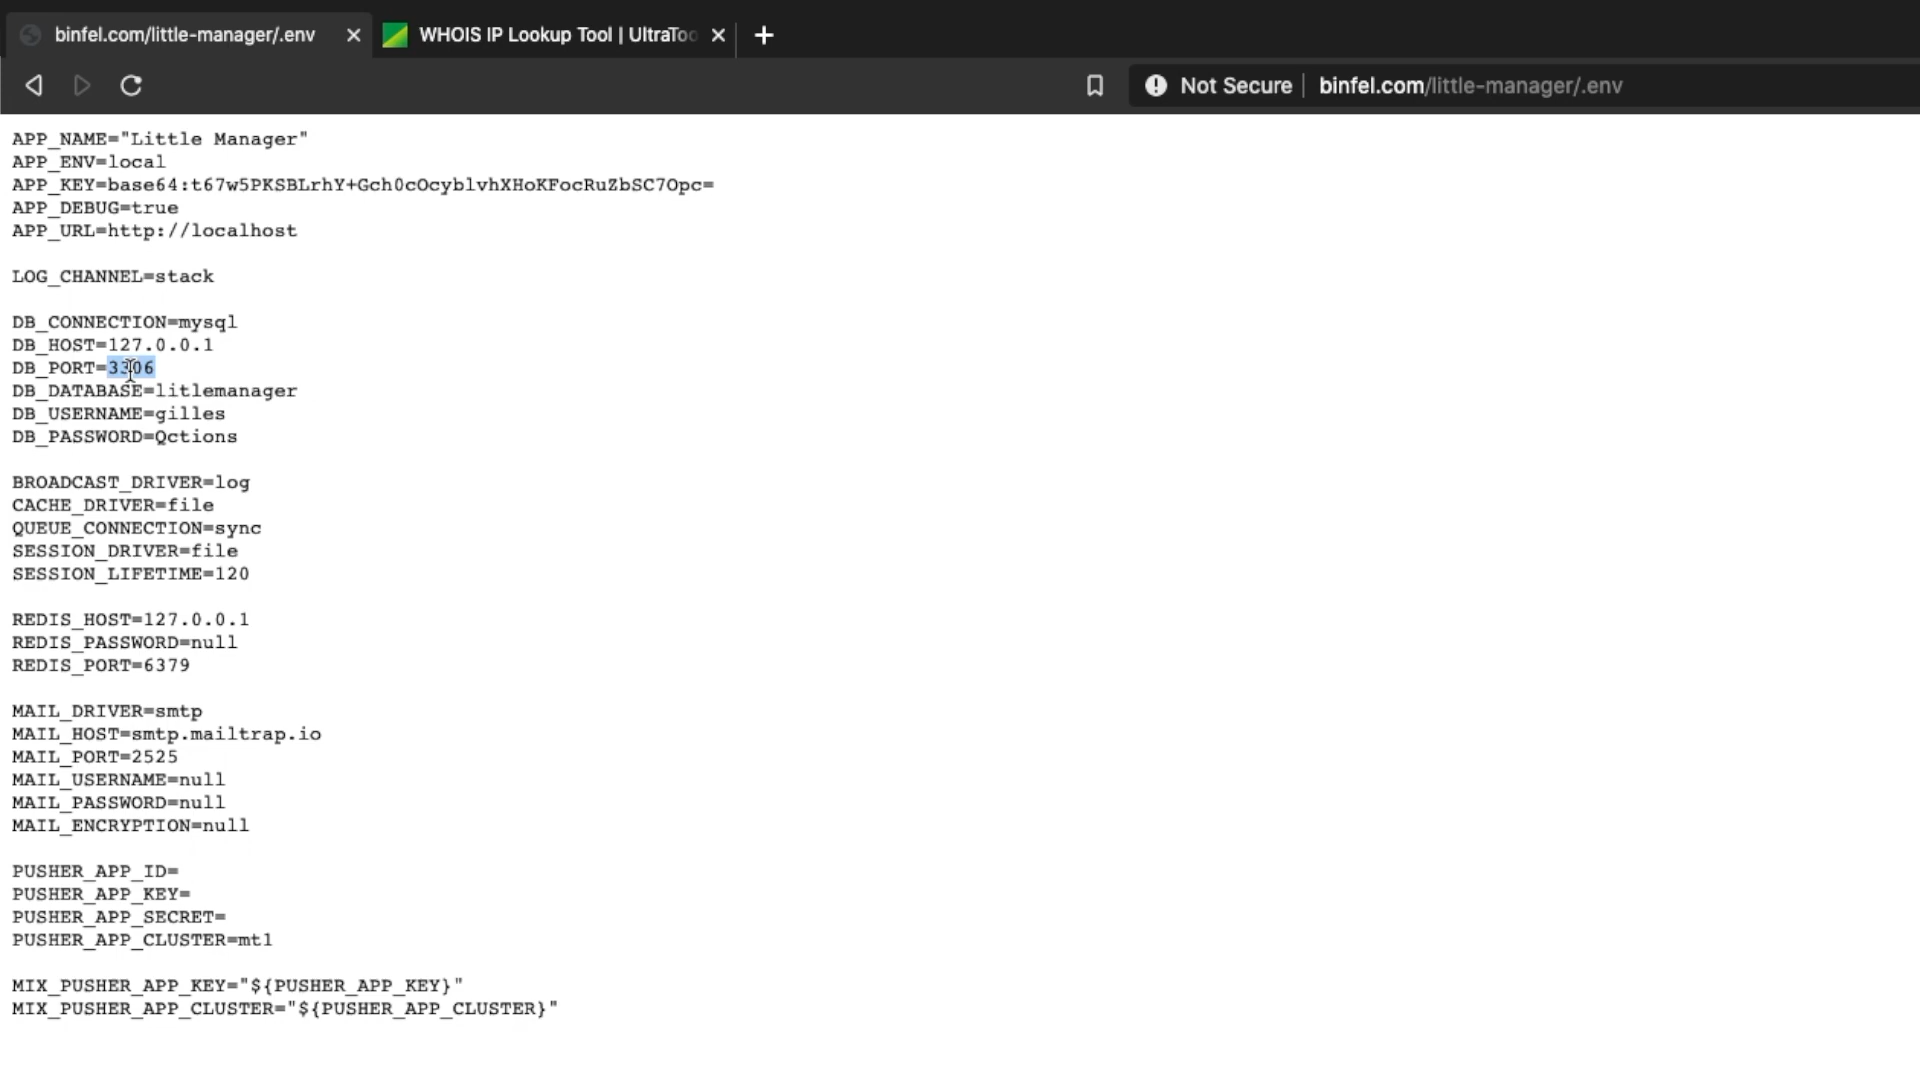 binfel.com/little-manager/.env
WHOIS IP Lookup Tool | UltraToo
Not Secure
binfel.com/little-manager/.env
APP_NAME="Little Manager"
APP_ENV=local
APP_KEY=base64:t67w5PKSBLrhY+Gch0cOcyblvhXHoKFocRuZbSC7Opc=
APP_DEBUG=true
APP_URL=http://localhost
LOG_CHANNEL=stack
DB_CONNECTION=mysql
DB_HOST=127.0.0.1
DB_PORT=3306
DB_DATABASE=litlemanager
DB_USERNAME=gilles
DB_PASSWORD=Qctions
BROADCAST_DRIVER=log
CACHE_DRIVER=file
QUEUE_CONNECTION=sync
SESSION_DRIVER=file
SESSION_LIFETIME=120
REDIS_HOST=127.0.0.1
REDIS_PASSWORD=null
REDIS_PORT=6379
MAIL_DRIVER=smtp
MAIL_HOST=smtp.mailtrap.io
MAIL_PORT=2525
MAIL_USERNAME=null
MAIL_PASSWORD=null
MAIL_ENCRYPTION=null
PUSHER_APP_ID=
PUSHER_APP_KEY=
PUSHER_APP_SECRET=
PUSHER_APP_CLUSTER=mt1
MIX_PUSHER_APP_KEY="${PUSHER_APP_KEY}"
MIX_PUSHER_APP_CLUSTER="${PUSHER_APP_CLUSTER}"